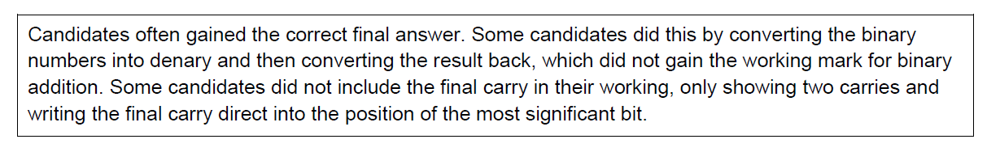 Candidates often gained the correct final answer. Some candidates did this by converting the binary
numbers into denary and then converting the result back, which did not gain the working mark for binary
addition. Some candidates did not include the final carry in their working, only showing two carries and
writing the final carry direct into the position of the most significant bit.